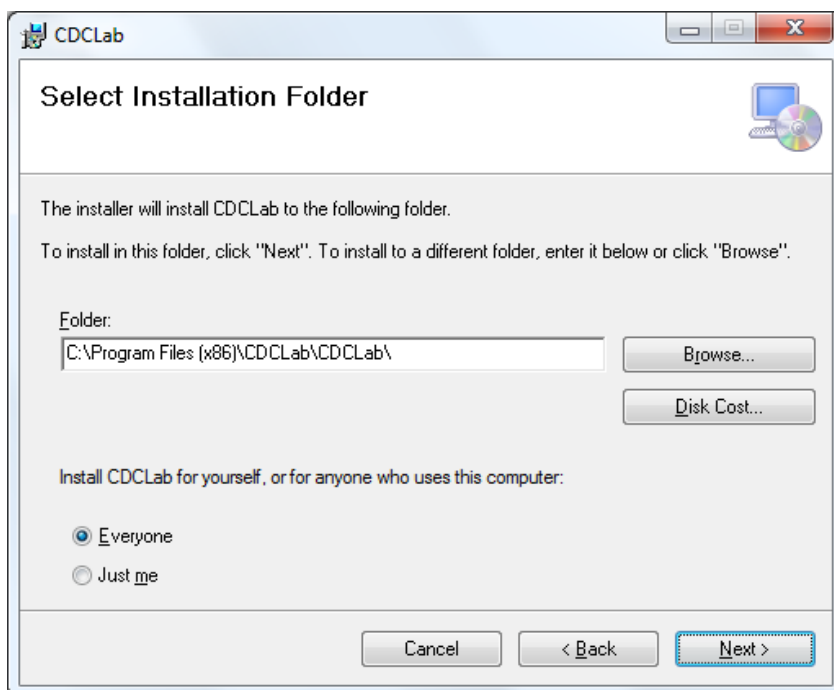 CDCLab
Select Installation Folder
The installer will install CDCLab to the following folder.
To install in this folder, click "Next". To install to a different folder, enter it below or click "Browse".
Folder:
C:\Program Files (x86)\CDCLab\CDCLab\
Browse...
Disk Cost...
Install CDCLab for yourself, or for anyone who uses this computer:
Everyone
Just me
Cancel
< Back
Next >